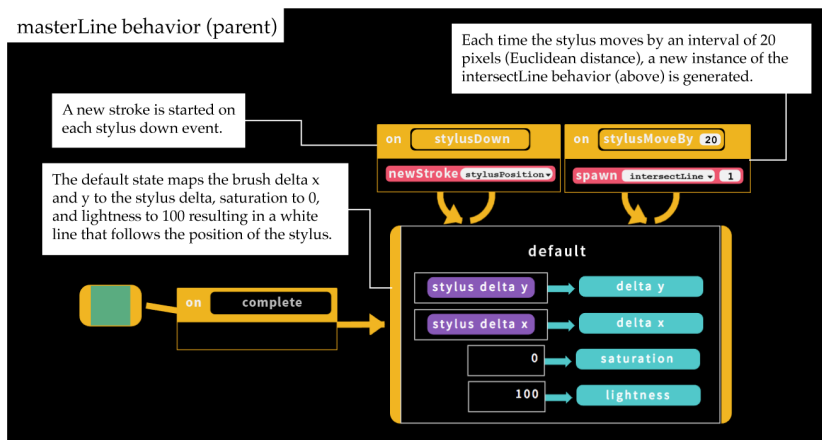 masterLine behavior (parent)
Each time the stylus moves by an interval of 20
pixels (Euclidean distance), a new instance of the
intersectLine behavior (above) is generated.
A new stroke is started on
each stylus down event.
on stylusDown
newStroke stylusPosition
on stylusMoveBy 20
spawn intersectLine 1
The default state maps the brush delta x
and y to the stylus delta, saturation to 0,
and lightness to 100 resulting in a white
line that follows the position of the stylus.
on complete
default
stylus delta y delta y
stylus delta x delta x
0 saturation
100 lightness